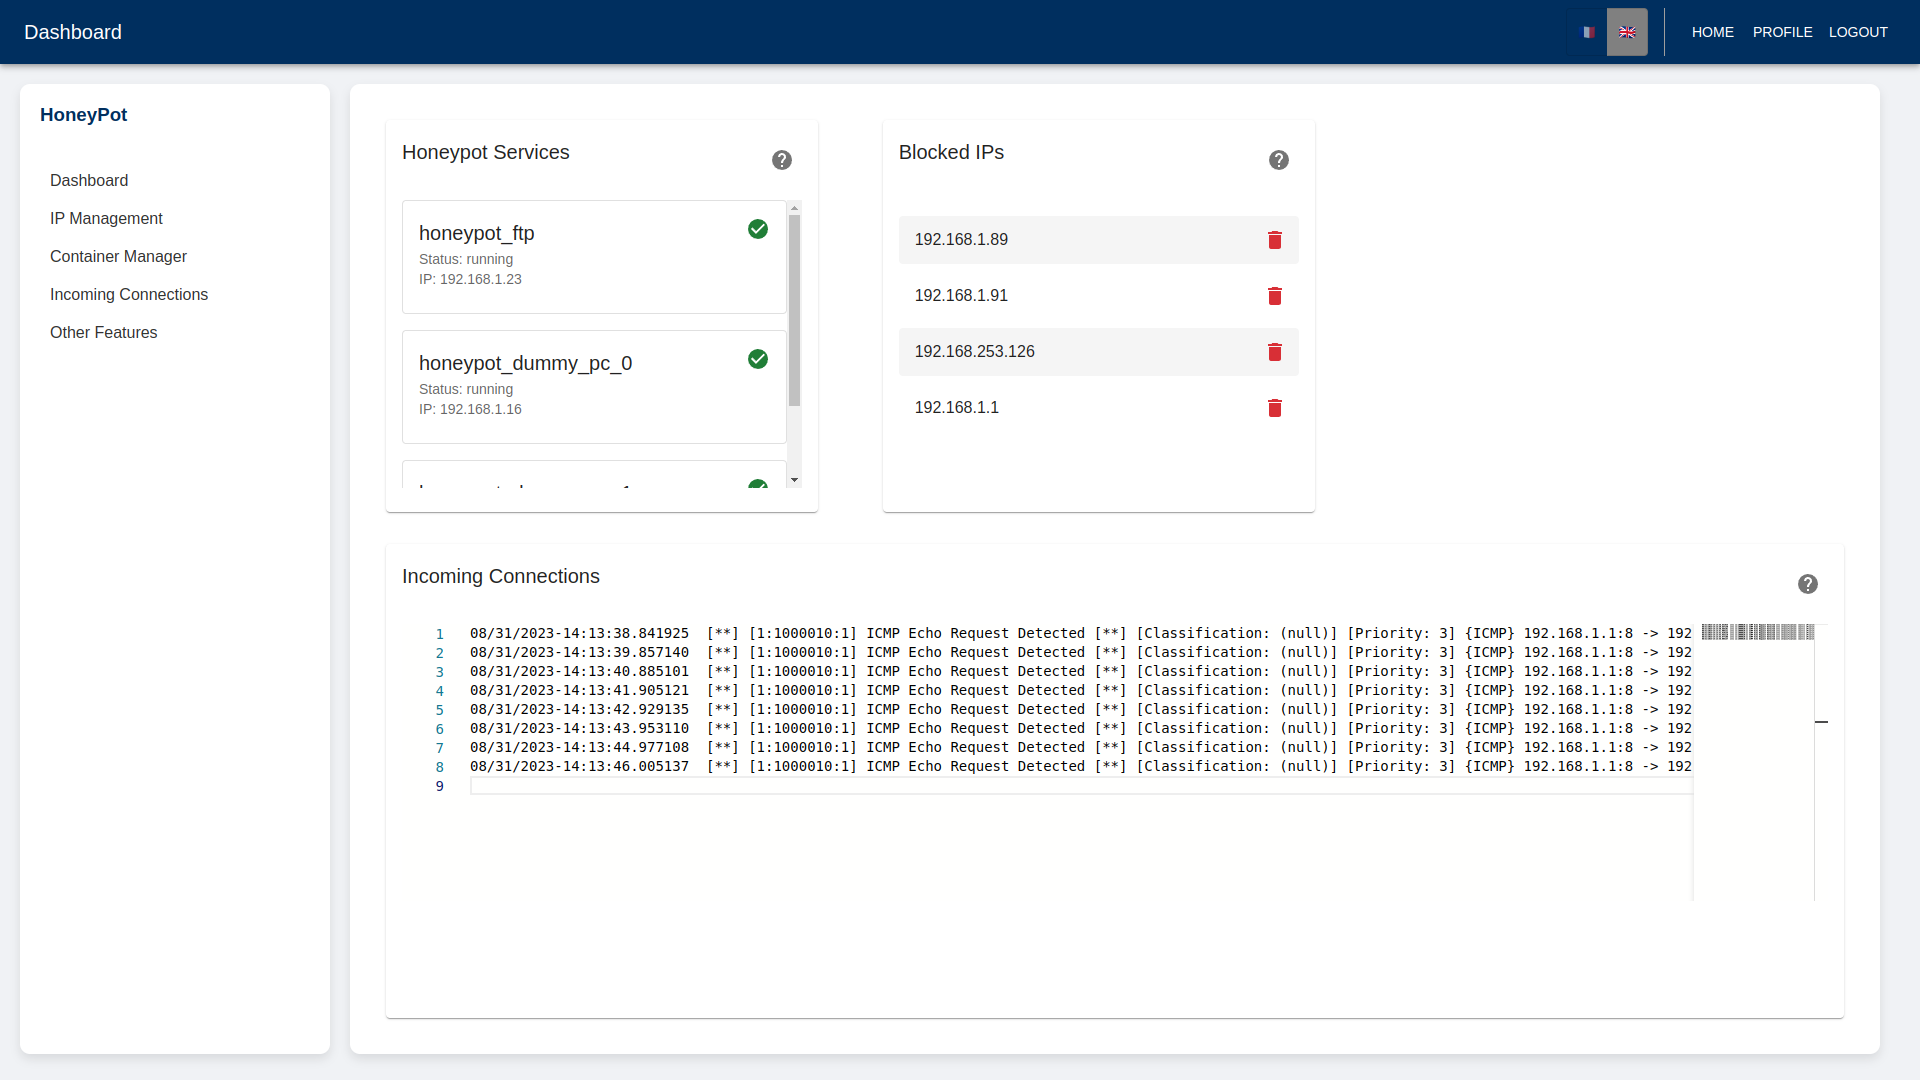 Dashboard
HOME PROFILE LOGOUT
HoneyPot
Dashboard
IP Management
Container Manager
Incoming Connections
Other Features
Honeypot Services
honeypot_ftp
Status: running
IP: 192.168.1.23
honeypot_dummy_pc_0
Status: running
IP: 192.168.1.16
Blocked IPs
192.168.1.89
192.168.1.91
192.168.253.126
192.168.1.1
Incoming Connections
1 08/31/2023-14:13:38.841925 [**] [1:1000010:1] ICMP Echo Request Detected [**] [Classification: (null)] [Priority: 3] {ICMP} 192.168.1.1:8 -> 192
2 08/31/2023-14:13:39.857140 [**] [1:1000010:1] ICMP Echo Request Detected [**] [Classification: (null)] [Priority: 3] {ICMP} 192.168.1.1:8 -> 192
3 08/31/2023-14:13:40.885101 [**] [1:1000010:1] ICMP Echo Request Detected [**] [Classification: (null)] [Priority: 3] {ICMP} 192.168.1.1:8 -> 192
4 08/31/2023-14:13:41.905121 [**] [1:1000010:1] ICMP Echo Request Detected [**] [Classification: (null)] [Priority: 3] {ICMP} 192.168.1.1:8 -> 192
5 08/31/2023-14:13:42.929135 [**] [1:1000010:1] ICMP Echo Request Detected [**] [Classification: (null)] [Priority: 3] {ICMP} 192.168.1.1:8 -> 192
6 08/31/2023-14:13:43.953110 [**] [1:1000010:1] ICMP Echo Request Detected [**] [Classification: (null)] [Priority: 3] {ICMP} 192.168.1.1:8 -> 192
7 08/31/2023-14:13:44.977108 [**] [1:1000010:1] ICMP Echo Request Detected [**] [Classification: (null)] [Priority: 3] {ICMP} 192.168.1.1:8 -> 192
8 08/31/2023-14:13:46.005137 [**] [1:1000010:1] ICMP Echo Request Detected [**] [Classification: (null)] [Priority: 3] {ICMP} 192.168.1.1:8 -> 192
9